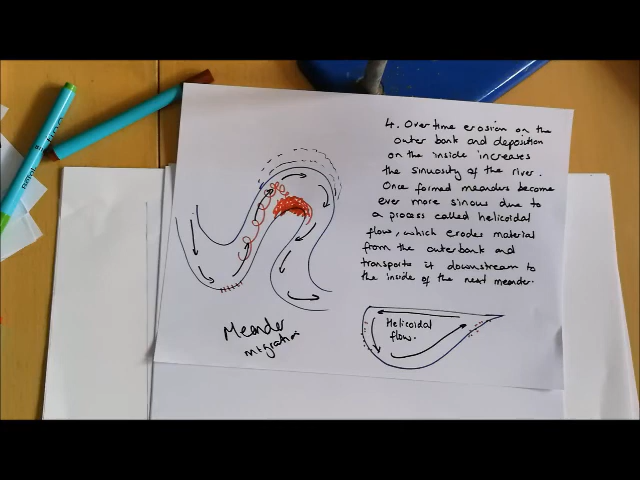 4. Over time erosion on the
outer bank and deposition
on the inside increases
the sinuosity of the river.
Once formed meanders become
ever more sinous due to
a process called helicoidal
flow, which erodes material
from the outerbank and
transports it downstream to
the inside of the next meander.
Helicoidal
flow.
Meander
migration